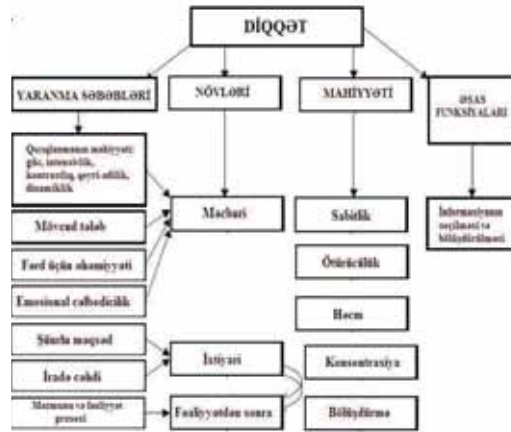 DİQQƏT
YARANMA SƏBƏBLƏRİ
NÖVLƏRİ
MAHİYYƏTİ
ƏSAS
FUNKSİYALARI
Qıcıqlanmanın mahiyyəti:
güc, intensivlik,
kontrastlıq, qeyri-adilik,
dinamiklik
Mövcud tələb
Fərd üçün əhəmiyyəti
Emosional cəlbedicilik
Şüurlu məqsəd
İradə cəhdi
Məzmunu və fəaliyyət
prosesi
Məcburi
İxtiyari
Fəaliyyətdən sonra
Sabitlik
Ötürücülük
Həcm
Konsentrasiya
Bölüşdürmə
İnformasiyanın
seçilməsi və
bölüşdürülməsi